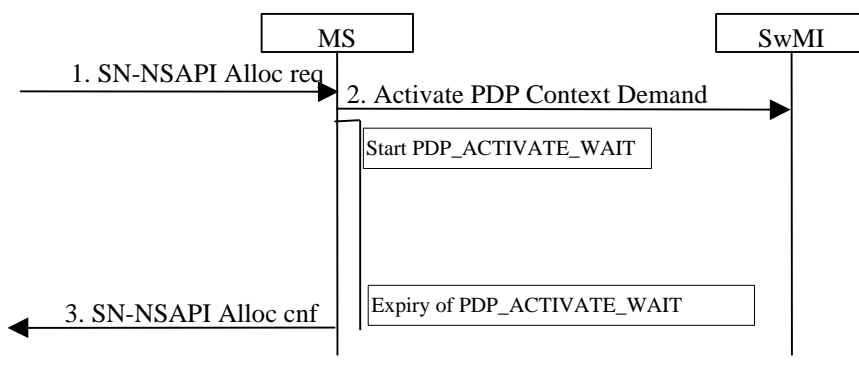 MS
SwMI
1. SN-NSAPI Alloc req
2. Activate PDP Context Demand
Start PDP_ACTIVATE_WAIT
Expiry of PDP_ACTIVATE_WAIT
3. SN-NSAPI Alloc cnf